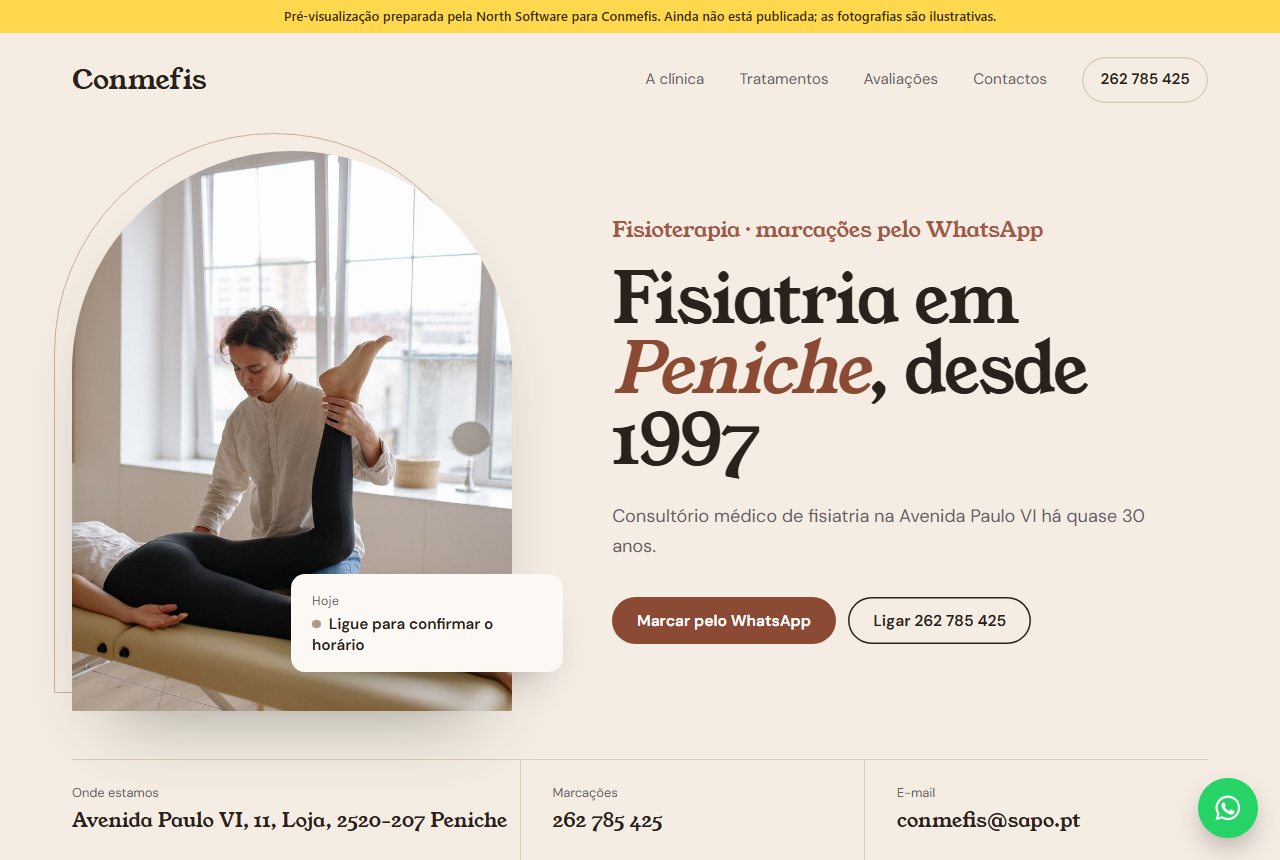 Pré-visualização preparada pela North Software para Conmefis. Ainda não está publicada; as fotografias são ilustrativas.
Conmefis
A clínica
Tratamentos
Avaliações
Contactos
262 785 425
Fisioterapia · marcações pelo WhatsApp
Fisiatria em
Peniche, desde
1997
Consultório médico de fisiatria na Avenida Paulo VI há quase 30
anos.
Marcar pelo WhatsApp
Ligar 262 785 425
Hoje
Ligue para confirmar o
horário
Onde estamos
Avenida Paulo VI, 11, Loja, 2520-207 Peniche
Marcações
262 785 425
E-mail
conmefis@sapo.pt